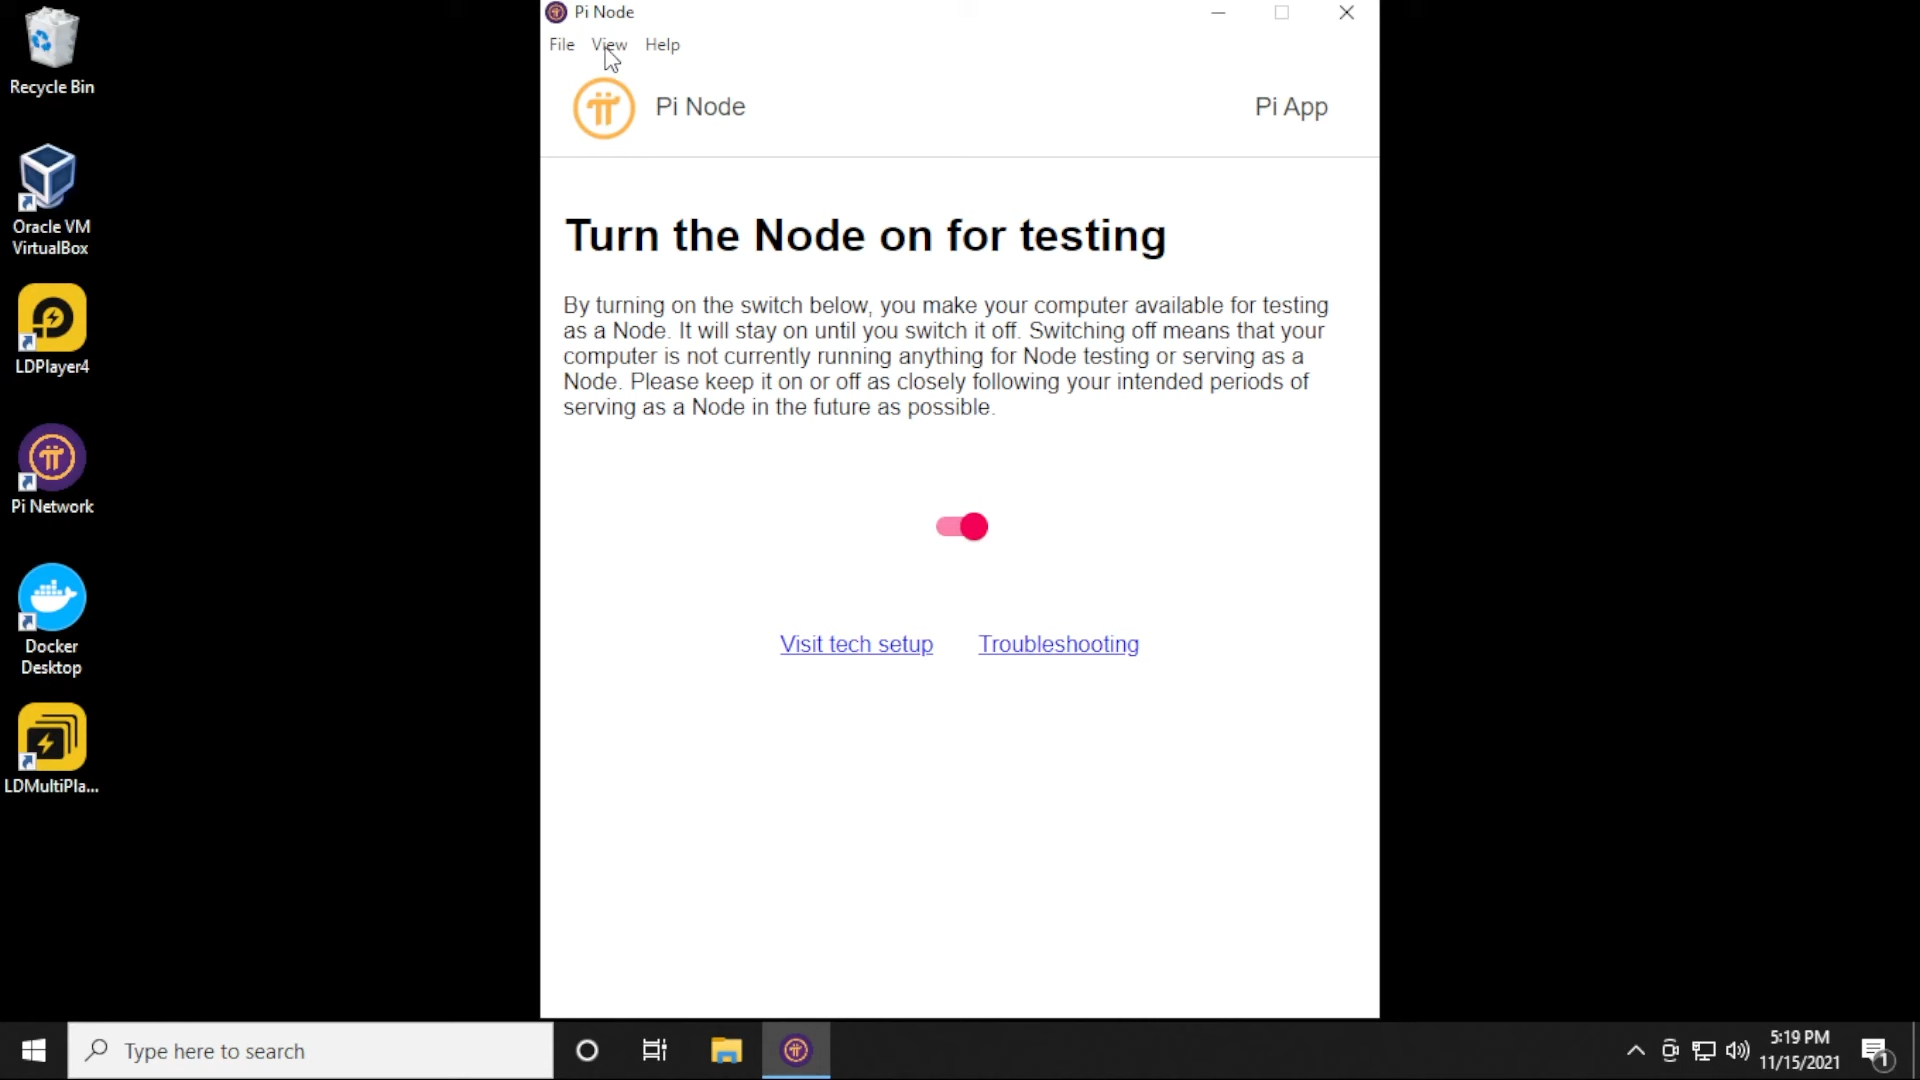 Pi Node
File View Help
Pi Node
Pi App
Turn the Node on for testing
By turning on the switch below, you make your computer available for testing
as a Node. It will stay on until you switch it off. Switching off means that your
computer is not currently running anything for Node testing or serving as a
Node. Please keep it on or off as closely following your intended periods of
serving as a Node in the future as possible.
Visit tech setup
Troubleshooting
Recycle Bin
Oracle VM
VirtualBox
LDPlayer4
Pi Network
Docker
Desktop
LDMultiPla...
Type here to search
5:19 PM
11/15/2021
1